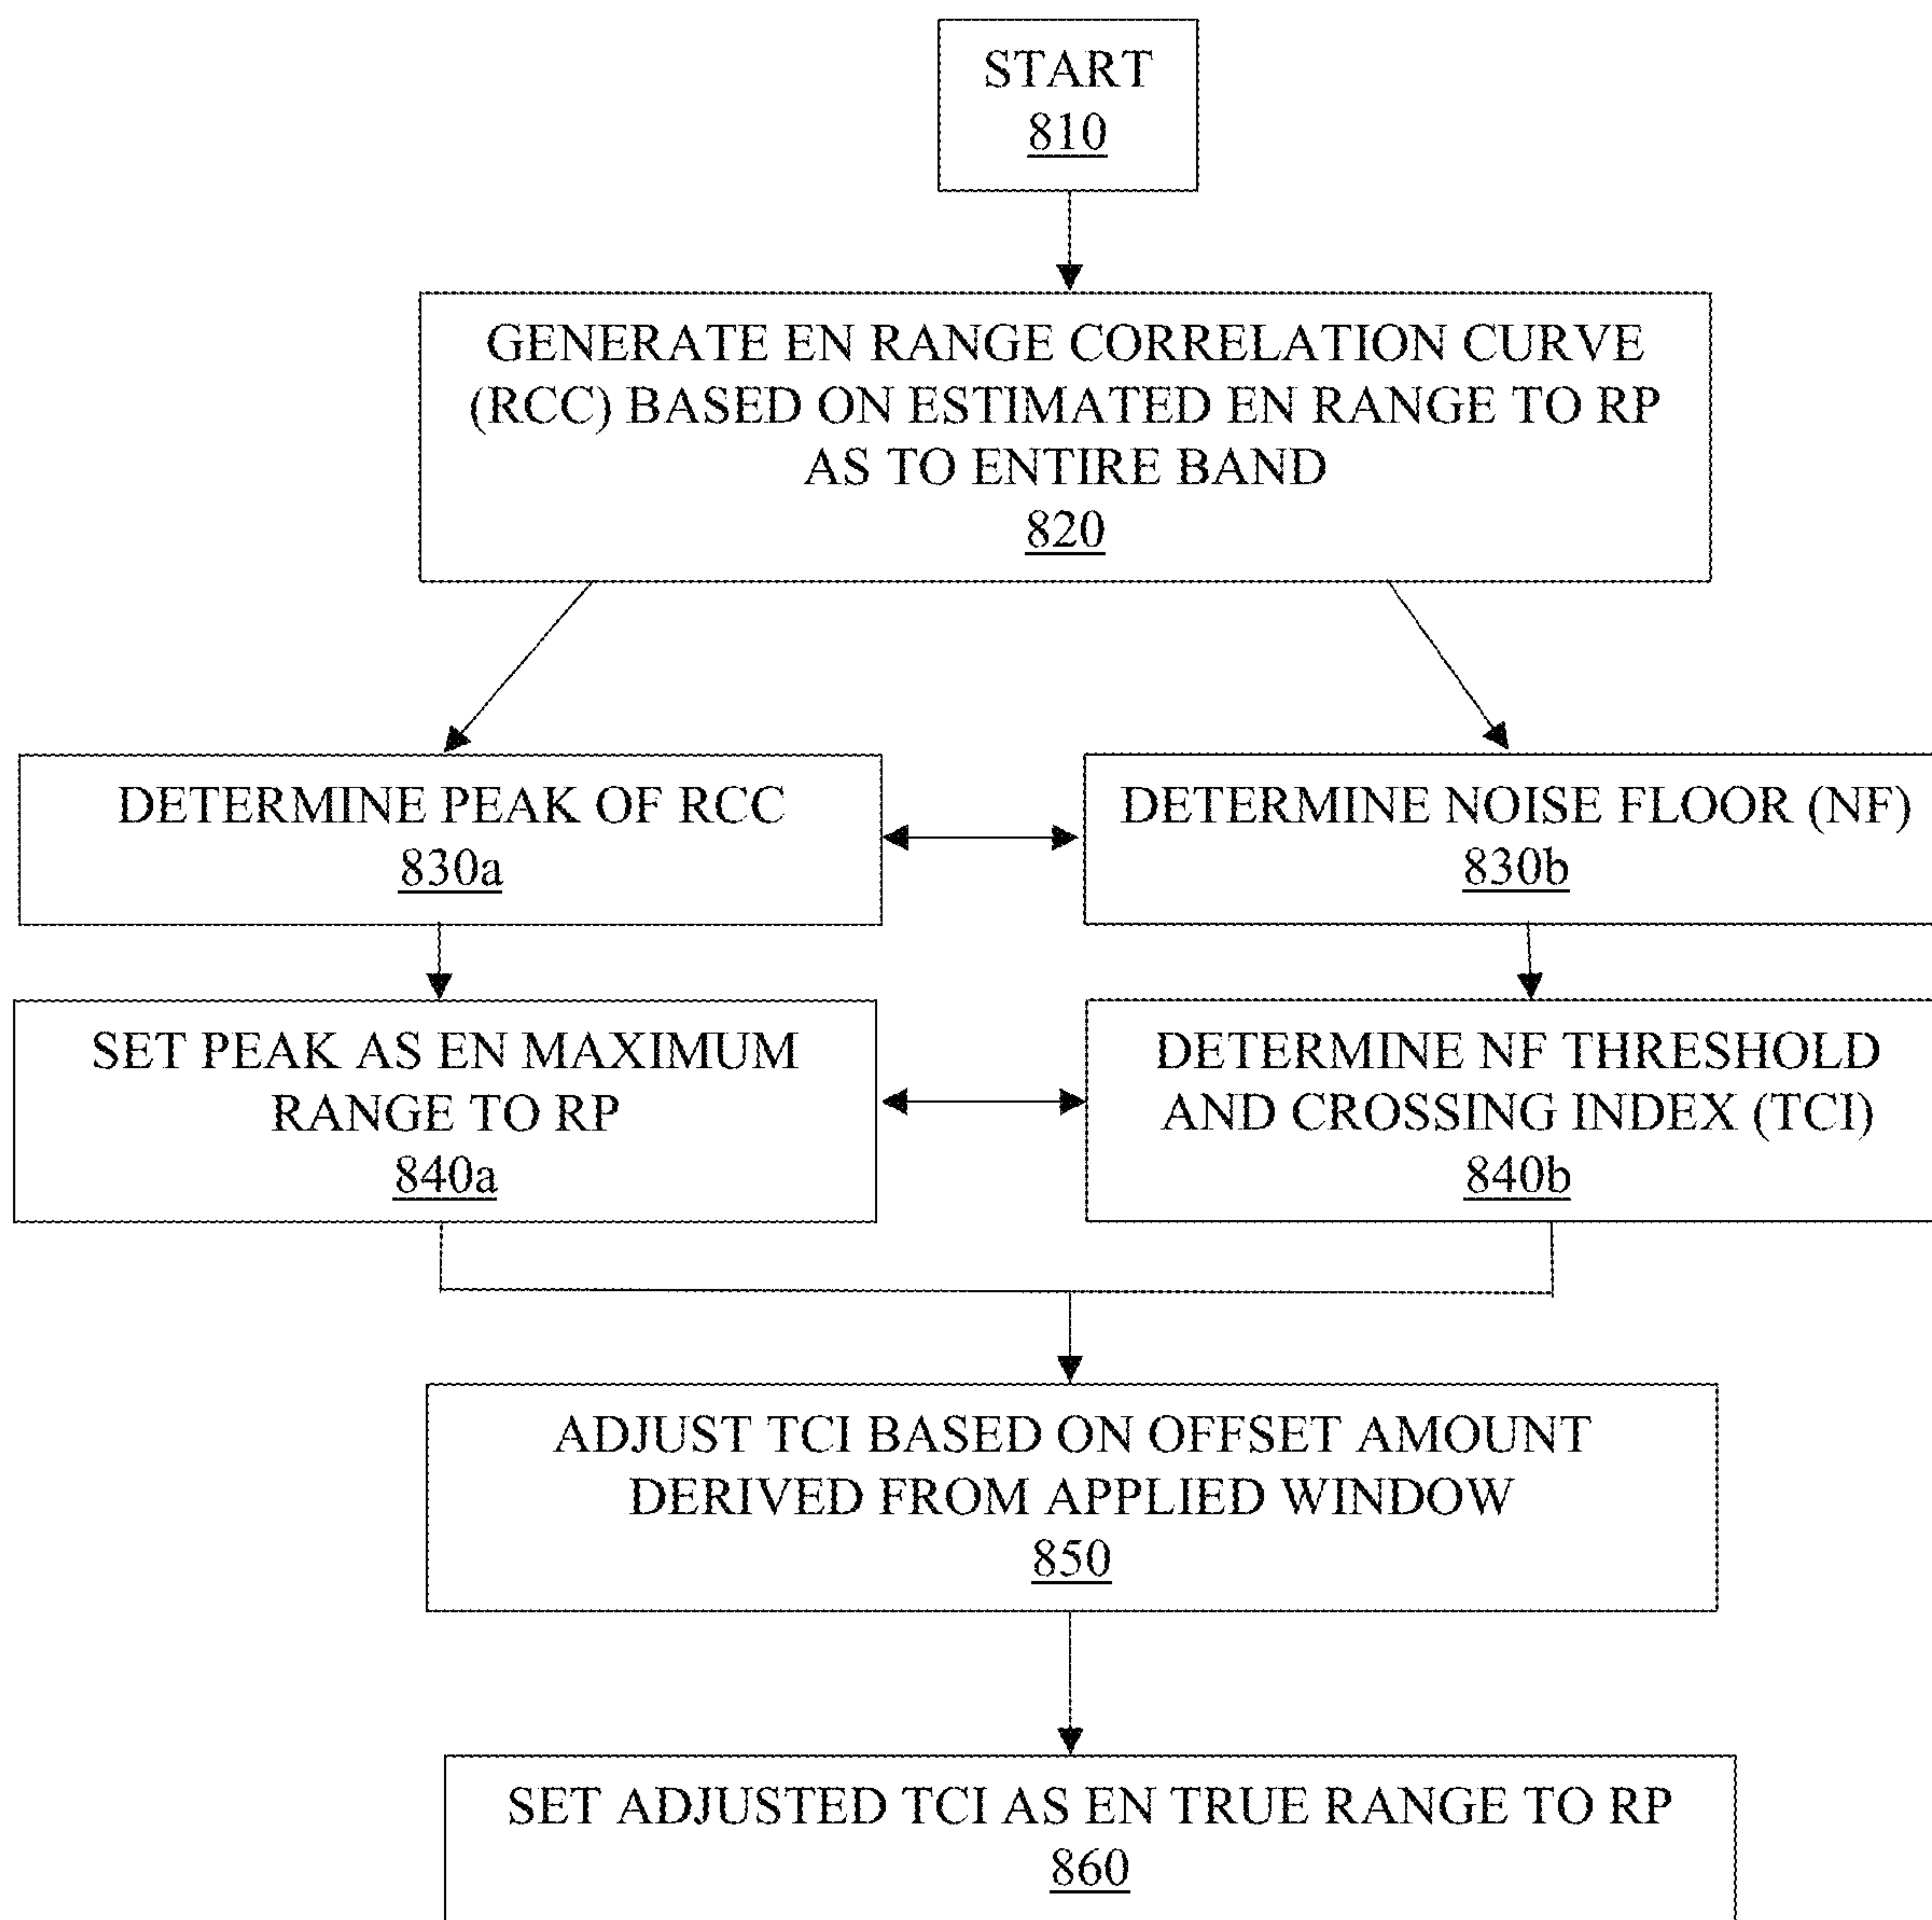 START
810
GENERATE EN RANGE CORRELATION CURVE
(RCC) BASED ON ESTIMATED EN RANGE TO RP
AS TO ENTIRE BAND
820
DETERMINE PEAK OF RCC
830a
DETERMINE NOISE FLOOR (NF)
830b
SET PEAK AS EN MAXIMUM
RANGE TO RP
840a
DETERMINE NF THRESHOLD
AND CROSSING INDEX (TCI)
840b
ADJUST TCI BASED ON OFFSET AMOUNT
DERIVED FROM APPLIED WINDOW
850
SET ADJUSTED TCI AS EN TRUE RANGE TO RP
860